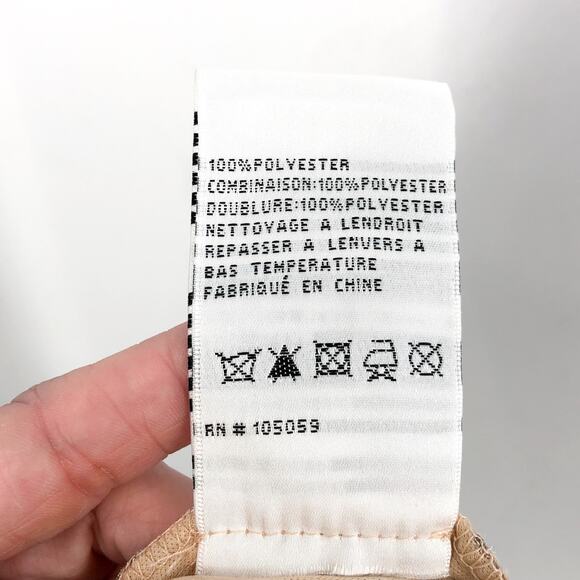 100%POLYESTER
COMBINAISON:100%POLYESTER
DOUBLURE:100%POLYESTER
NETTOYAGE A LENDROIT
REPASSER A LENVERS A
BAS TEMPERATURE
FABRIQUÉ EN CHINE
RN # 105059